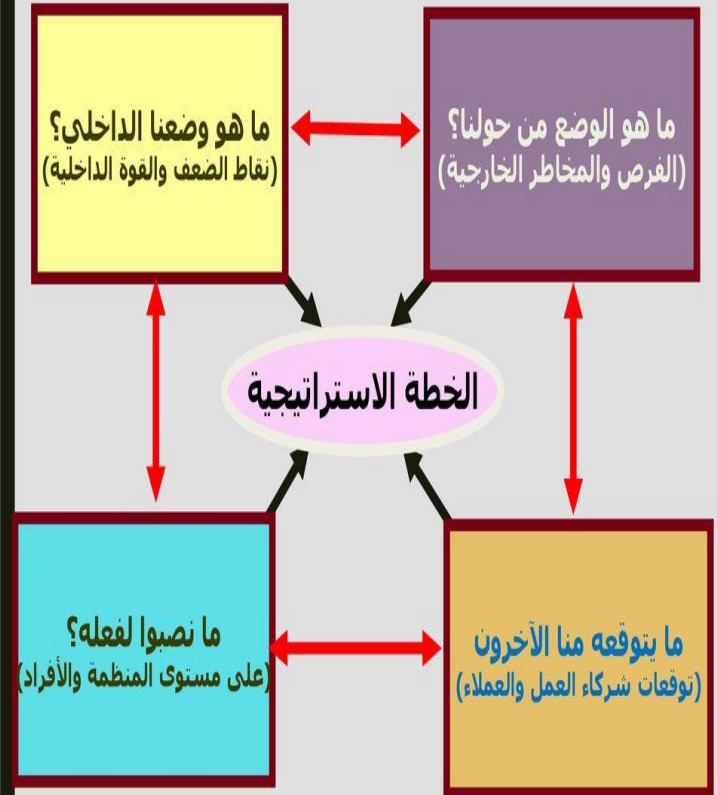 ما هو الوضع من حولنا؟
(الفرص والمخاطر الخارجية)
ما هو وضعنا الداخلي؟
(نقاط الضعف والقوة الداخلية)
الخطة الاستراتيجية
ما يتوقعه منا الآخرون
(توقعات شركاء العمل والعملاء)
ما نصبوا لفعله؟
(على مستوى المنظمة والأفراد)